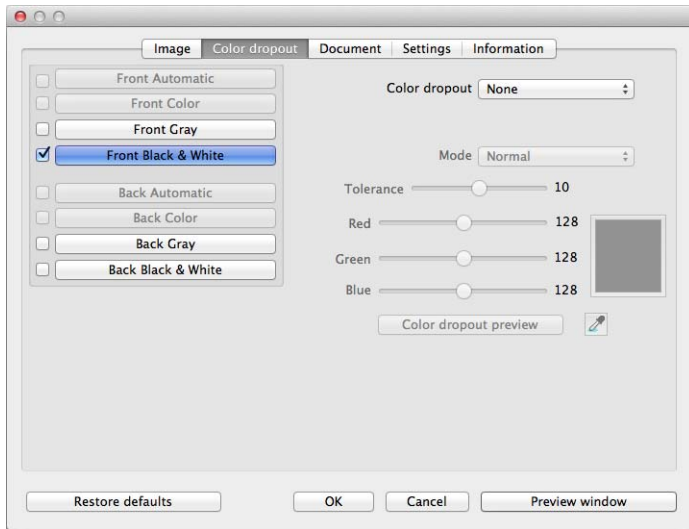 Image Color dropout Document Settings Information
Front Automatic
Front Color
Front Gray
Front Black & White
Back Automatic
Back Color
Back Gray
Back Black & White
Color dropout None
Mode Normal
Tolerance 10
Red 128
Green 128
Blue 128
Color dropout preview
Restore defaults OK Cancel Preview window